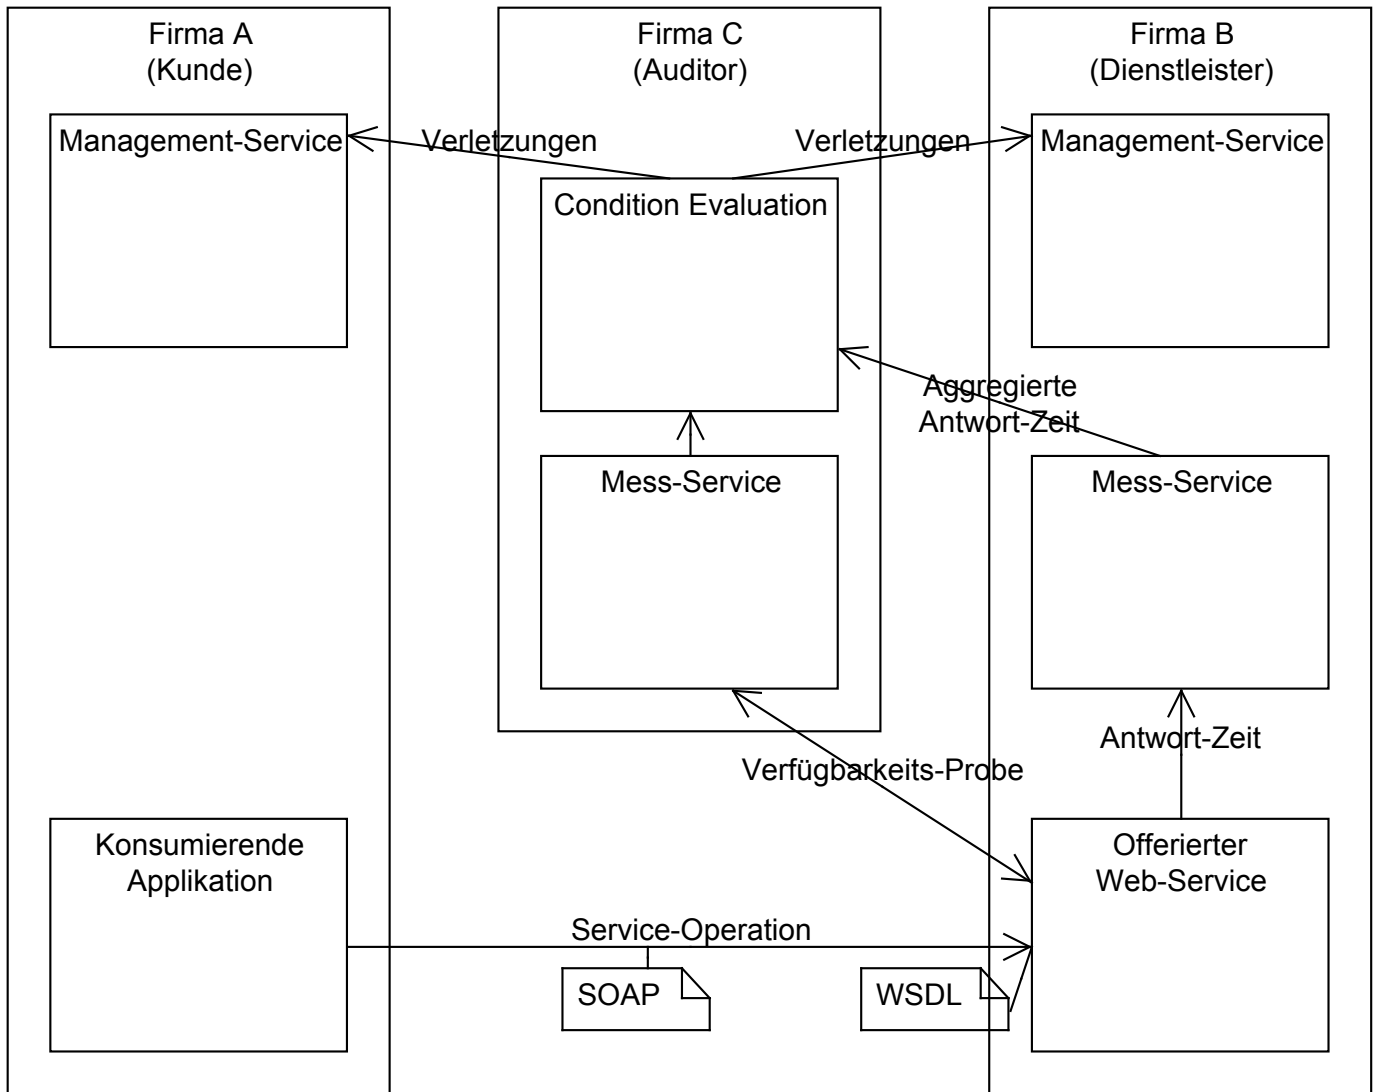 Firma A
(Kunde)
Firma C
(Auditor)
Firma B
(Dienstleister)
Management-Service
Verletzungen
Verletzungen
Management-Service
Condition Evaluation
Aggregierte
Antwort-Zeit
Mess-Service
Mess-Service
Antwort-Zeit
Verfügbarkeits-Probe
Konsumierende
Applikation
Offerierter
Web-Service
Service-Operation
SOAP
WSDL